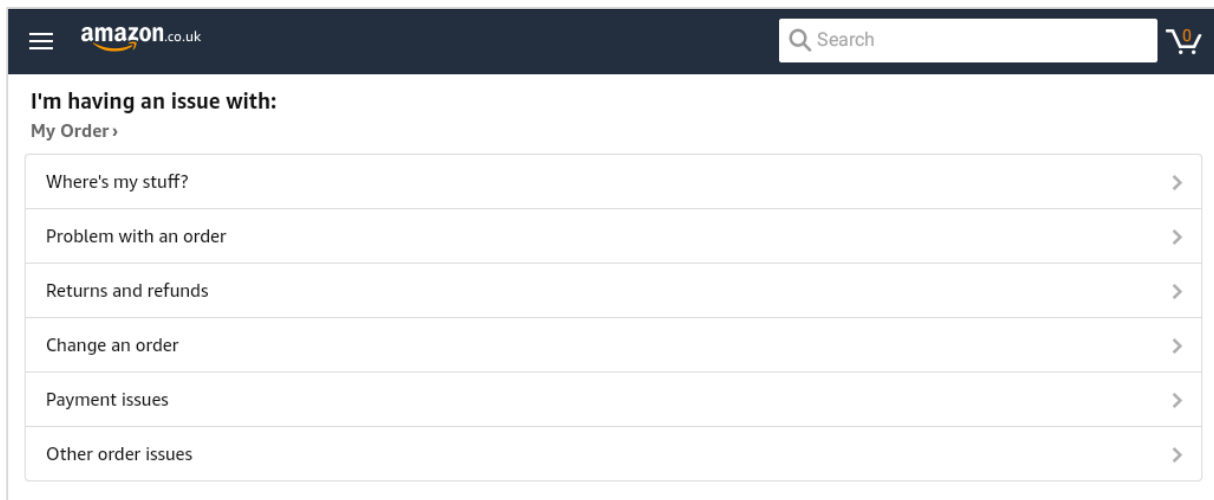 amazon.co.uk
Search
0
I'm having an issue with:
My Order ›
Where's my stuff?
Problem with an order
Returns and refunds
Change an order
Payment issues
Other order issues